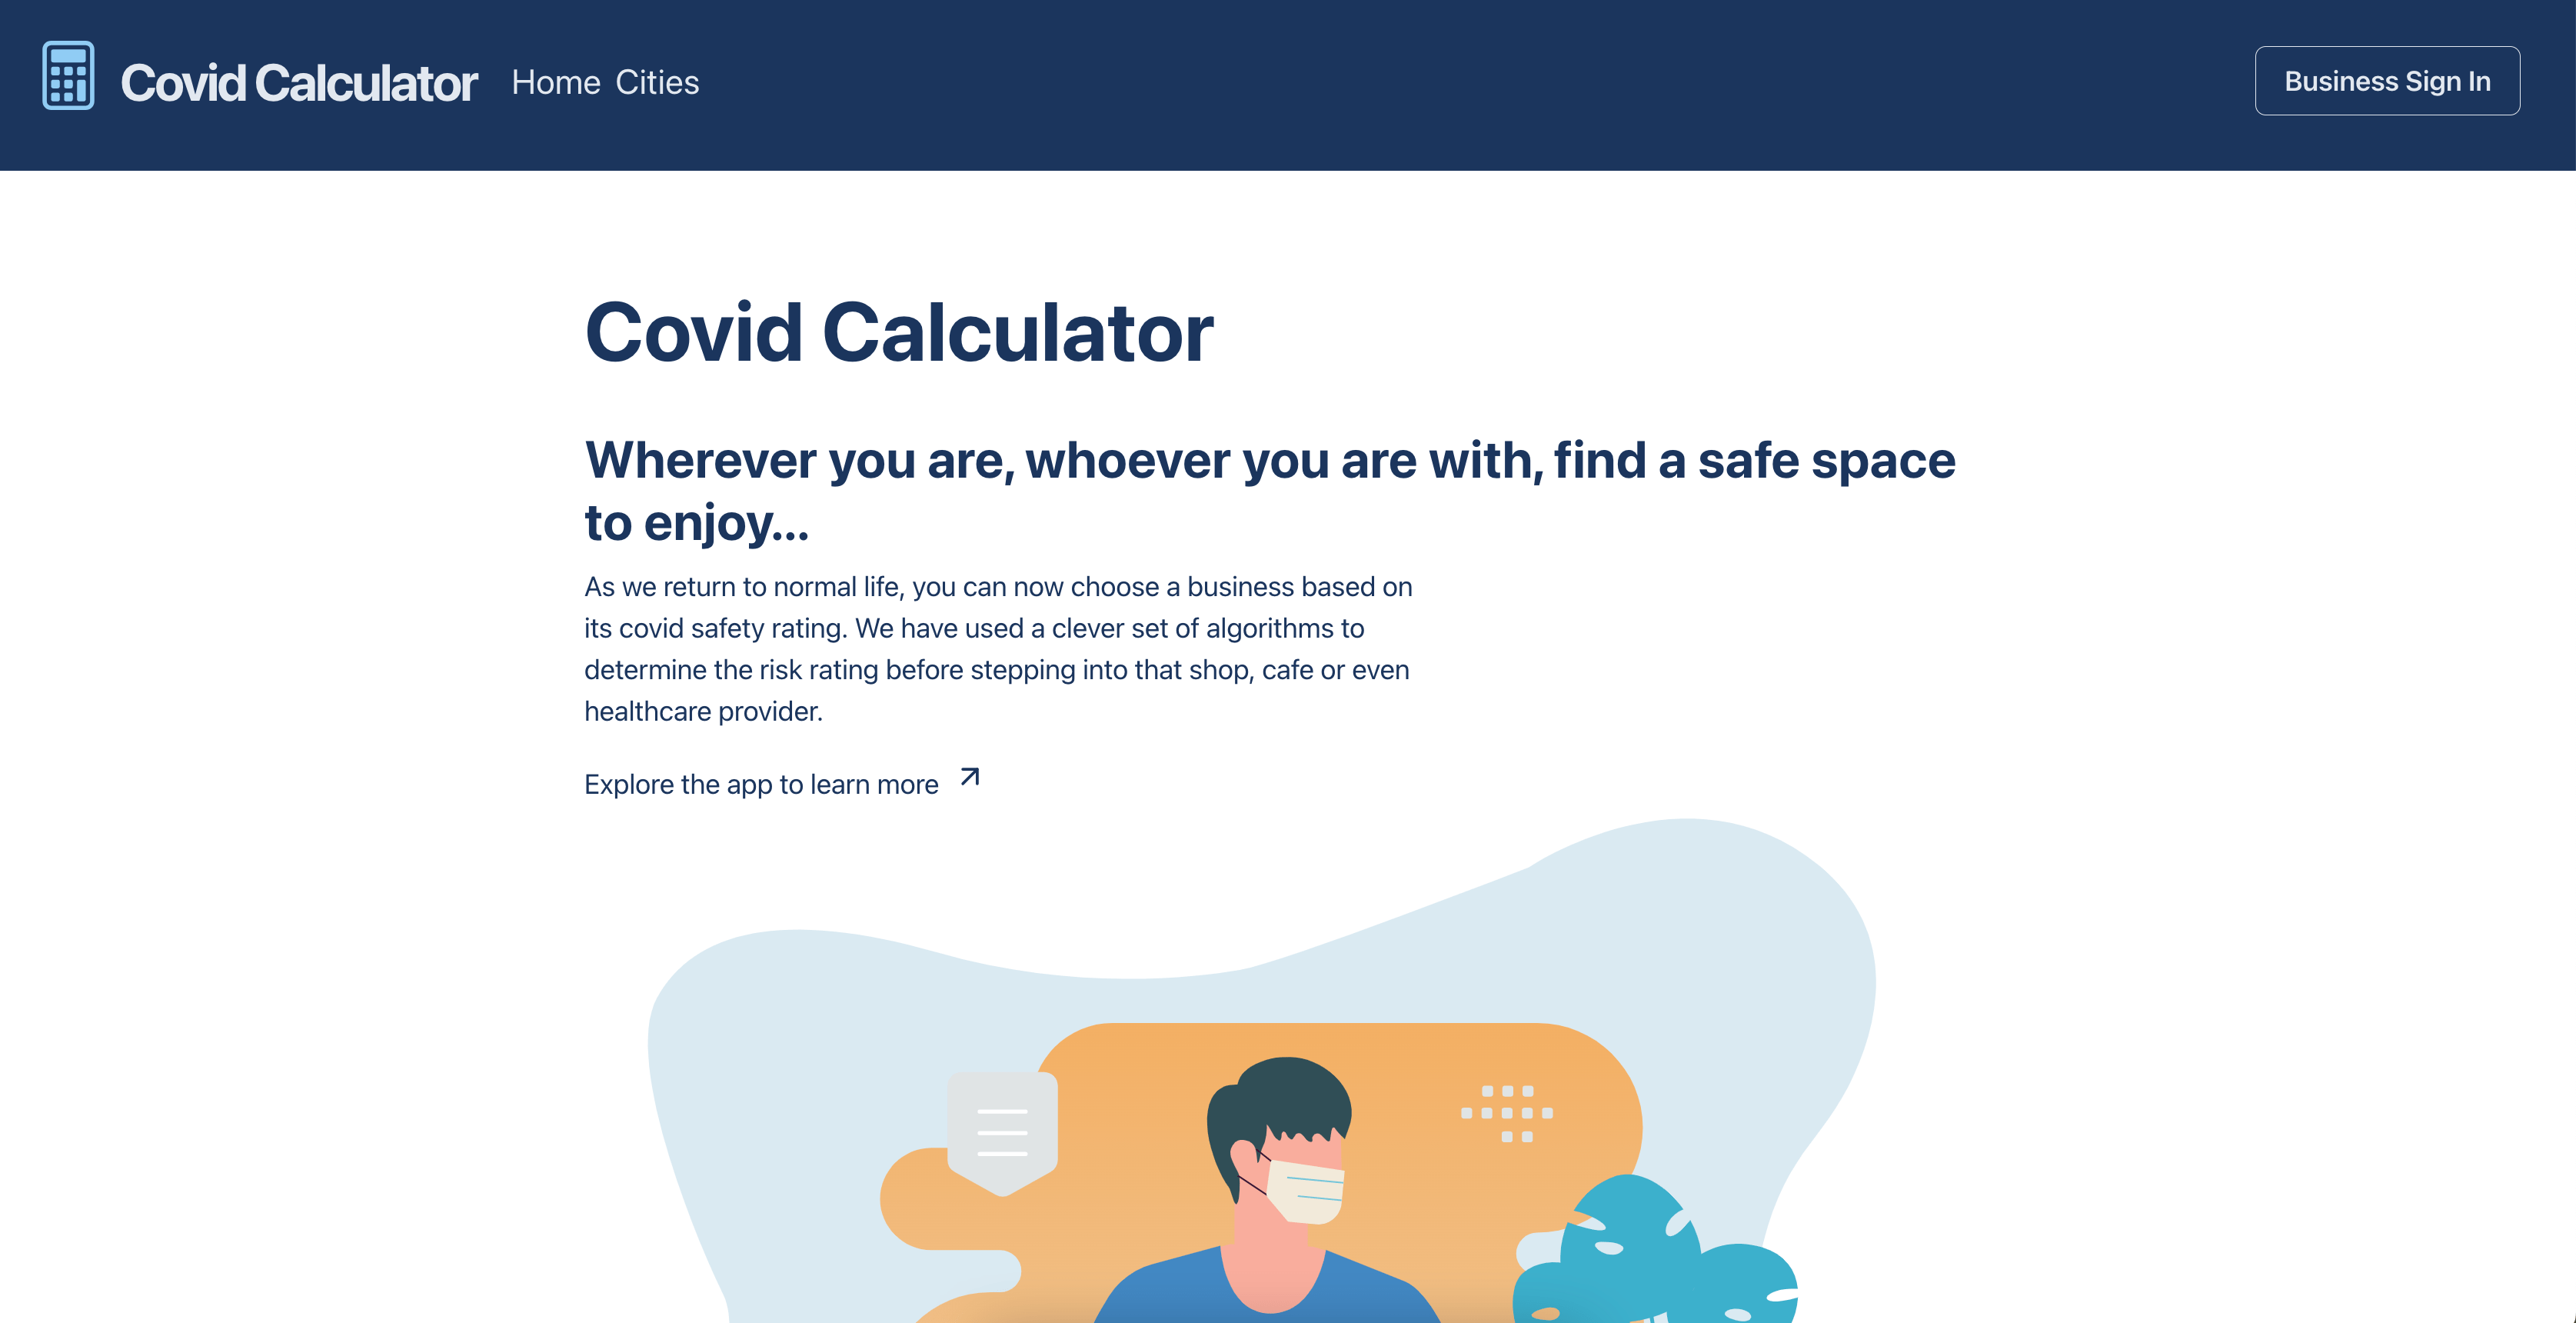 Covid Calculator Home Cities Business Sign In
Covid Calculator
Wherever you are, whoever you are with, find a safe space
to enjoy...
As we return to normal life, you can now choose a business based on
its covid safety rating. We have used a clever set of algorithms to
determine the risk rating before stepping into that shop, cafe or even
healthcare provider.
Explore the app to learn more